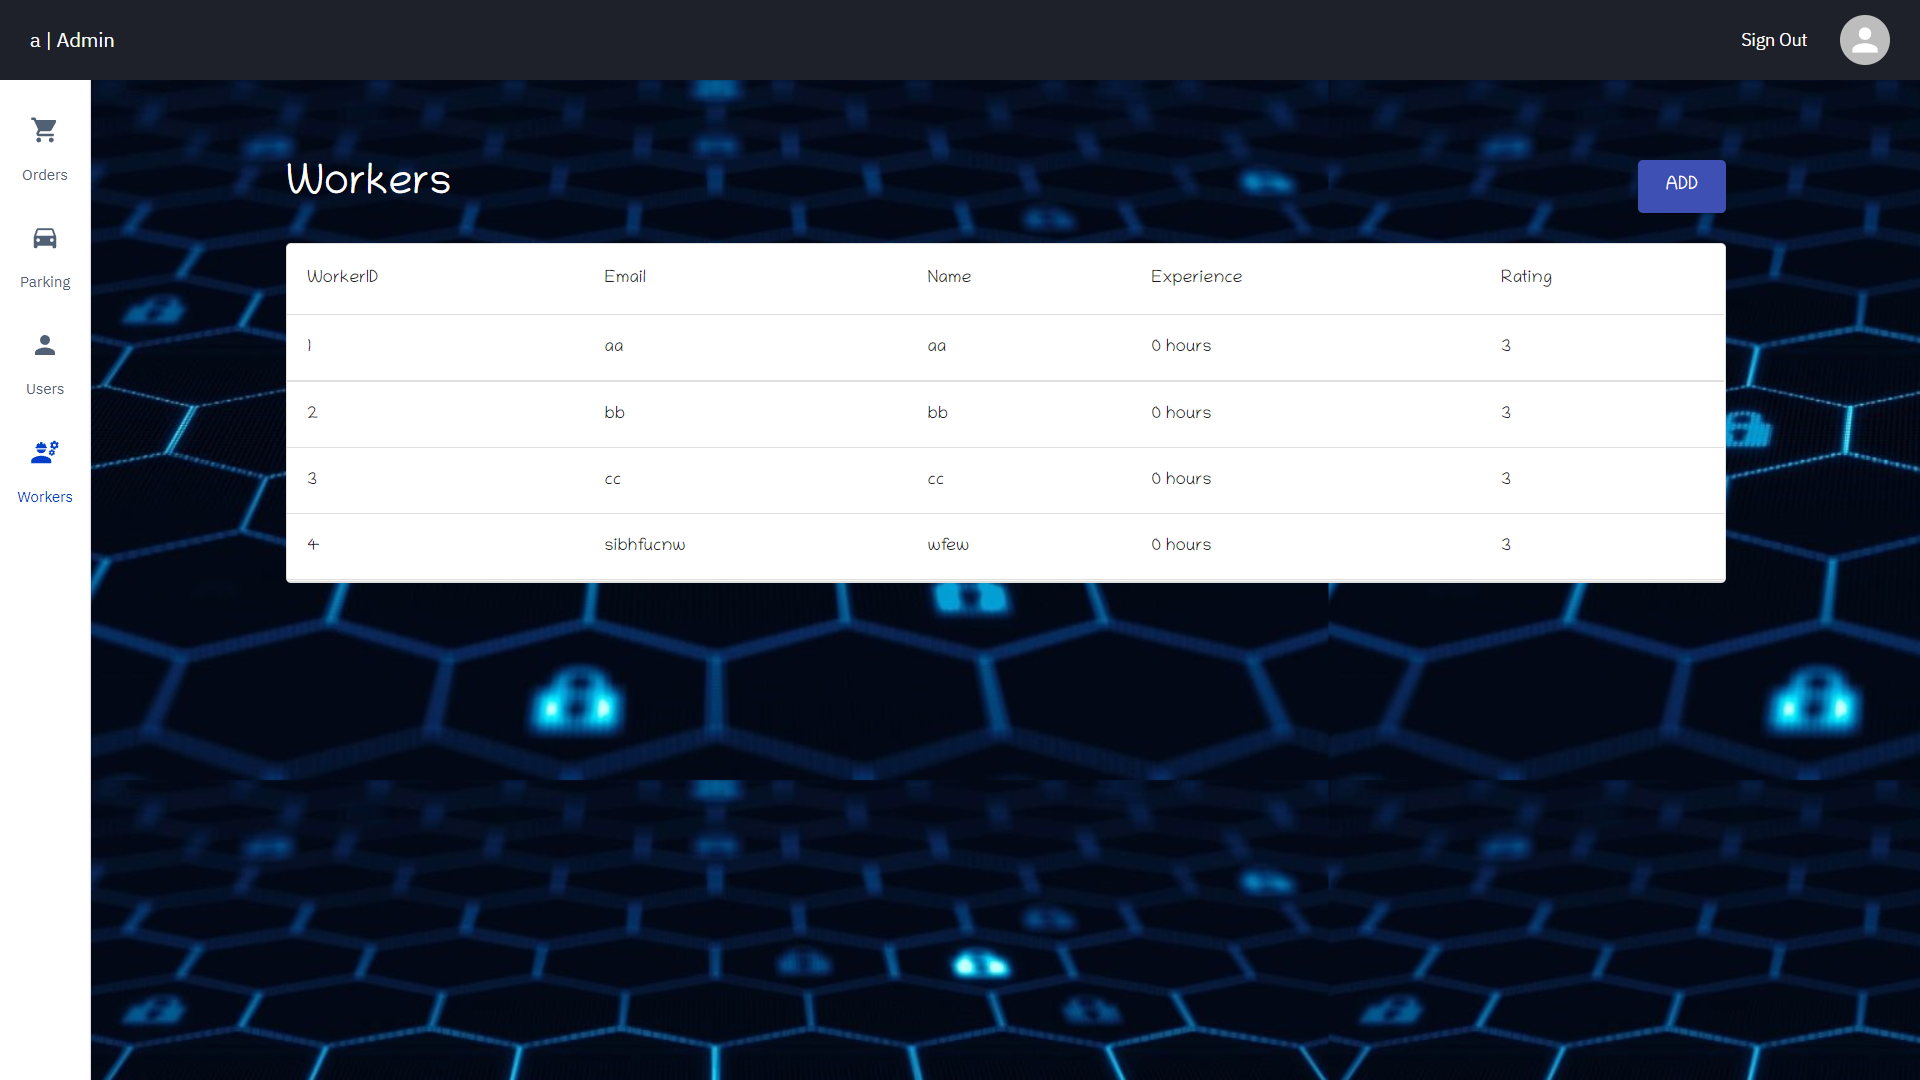 a | Admin
Sign Out
Orders
Parking
Users
Workers
Workers
ADD
WorkerID Email Name Experience Rating
1 aa aa 0 hours 3
2 bb bb 0 hours 3
3 cc cc 0 hours 3
4 sibhfucnw wfew 0 hours 3